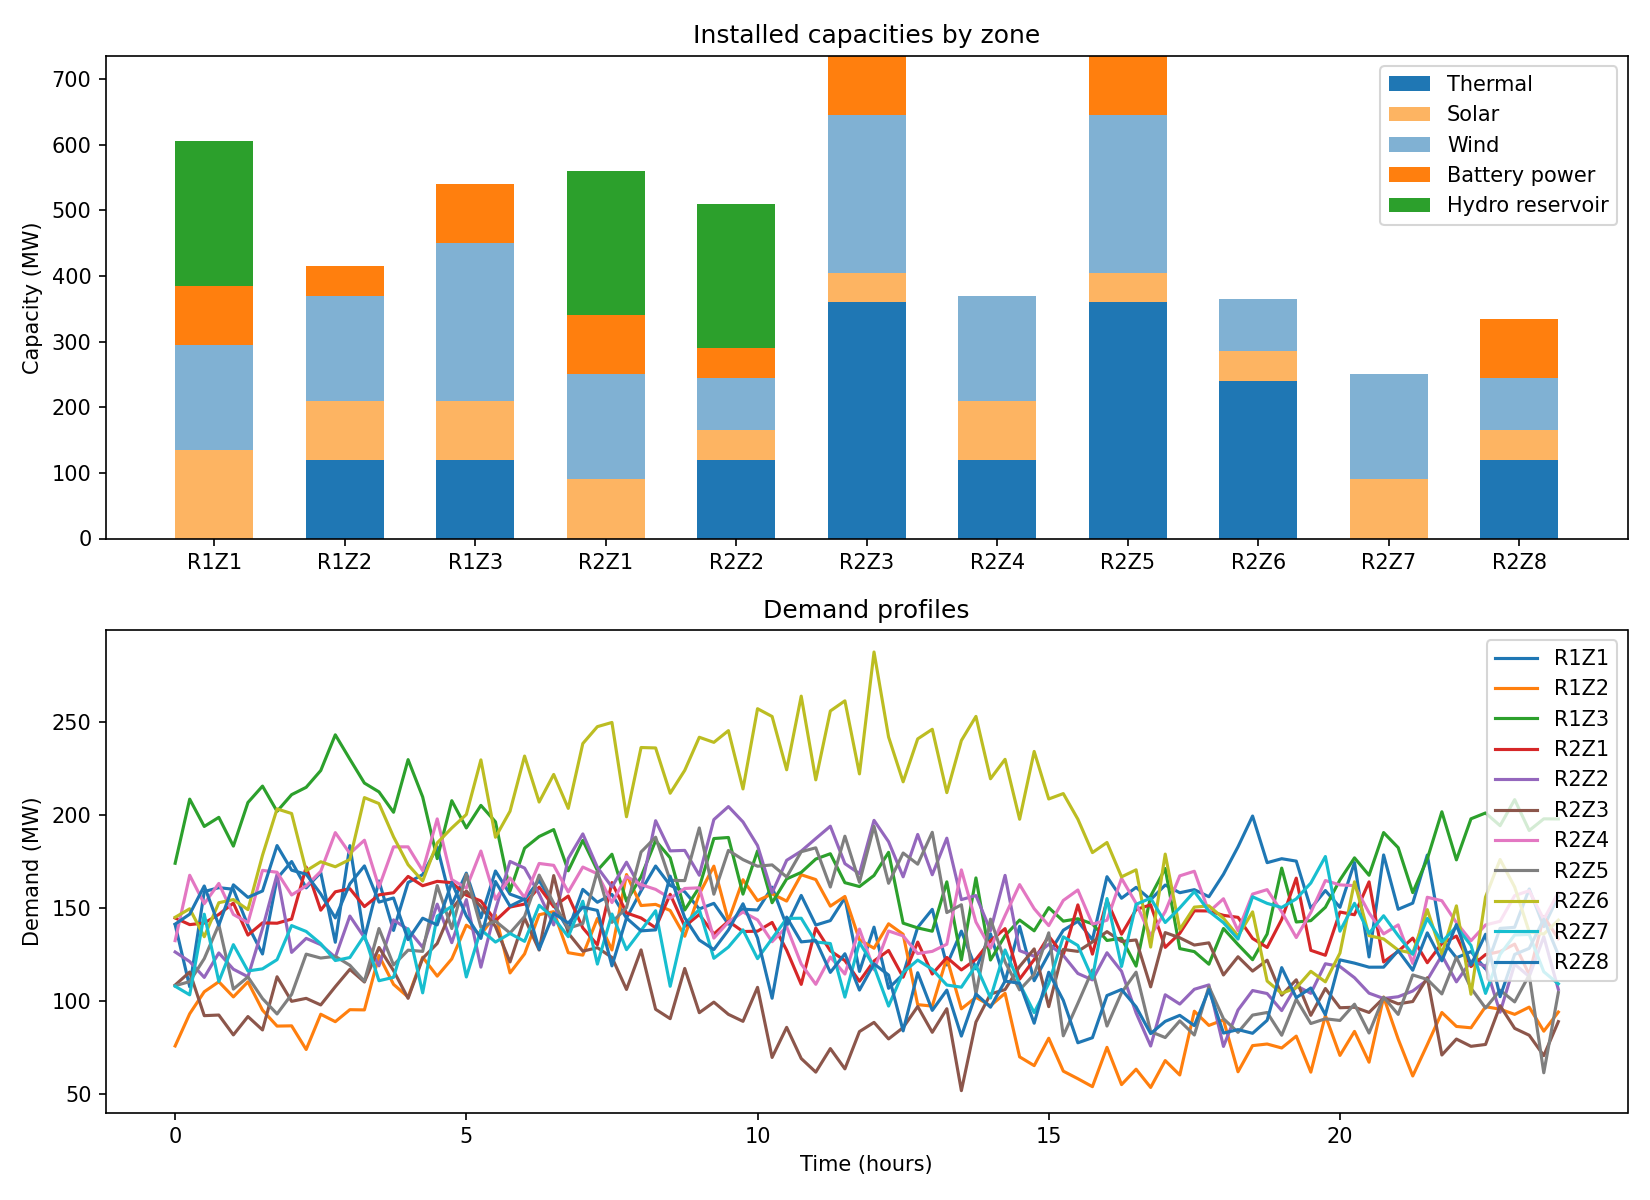 Installed capacities by zone
Capacity (MW)
700
600
500
400
300
200
100
0
Thermal
Solar
Wind
Battery power
Hydro reservoir
R1Z1 R1Z2 R1Z3 R2Z1 R2Z2 R2Z3 R2Z4 R2Z5 R2Z6 R2Z7 R2Z8
Demand profiles
Demand (MW)
250
200
150
100
50
R1Z1
R1Z2
R1Z3
R2Z1
R2Z2
R2Z3
R2Z4
R2Z5
R2Z6
R2Z7
R2Z8
0 5 10 15 20
Time (hours)